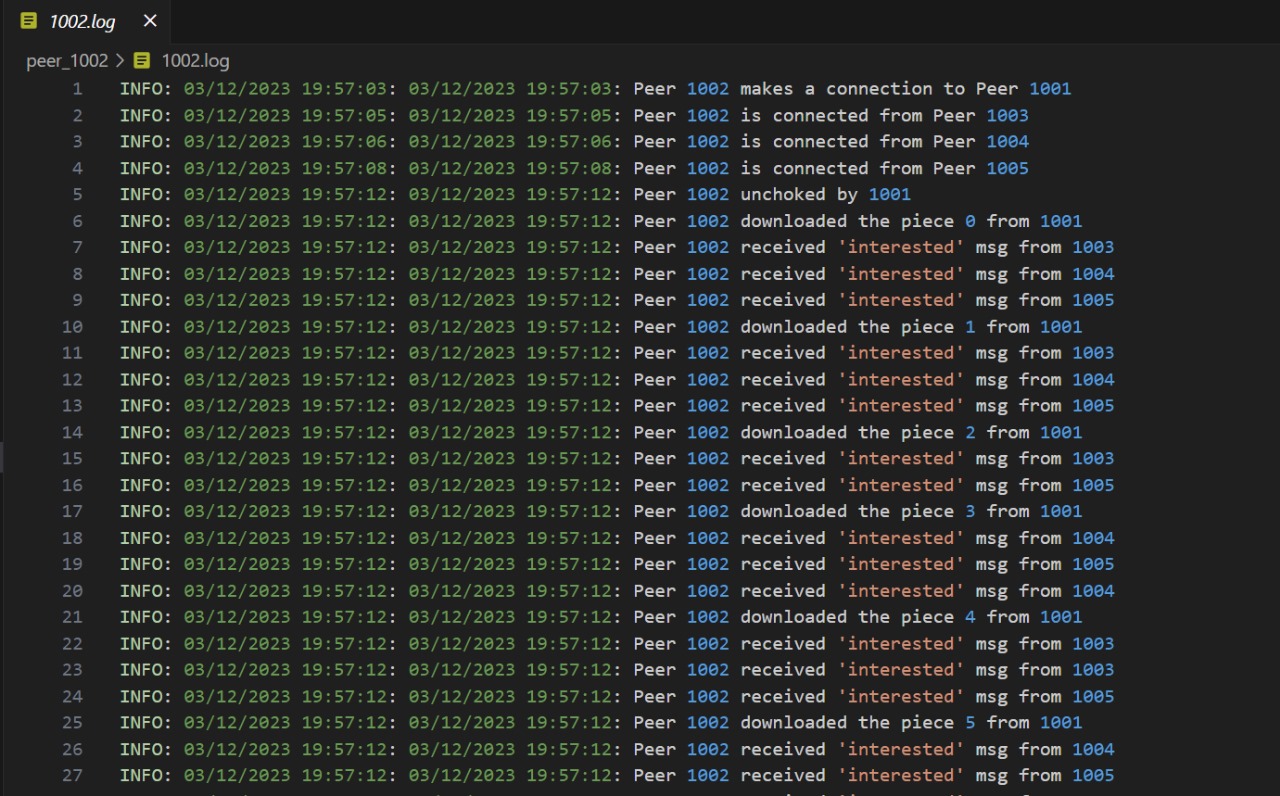 1002.log
peer_1002 > 1002.log
1 INFO: 03/12/2023 19:57:03: 03/12/2023 19:57:03: Peer 1002 makes a connection to Peer 1001
2 INFO: 03/12/2023 19:57:05: 03/12/2023 19:57:05: Peer 1002 is connected from Peer 1003
3 INFO: 03/12/2023 19:57:06: 03/12/2023 19:57:06: Peer 1002 is connected from Peer 1004
4 INFO: 03/12/2023 19:57:08: 03/12/2023 19:57:08: Peer 1002 is connected from Peer 1005
5 INFO: 03/12/2023 19:57:12: 03/12/2023 19:57:12: Peer 1002 unchoked by 1001
6 INFO: 03/12/2023 19:57:12: 03/12/2023 19:57:12: Peer 1002 downloaded the piece 0 from 1001
7 INFO: 03/12/2023 19:57:12: 03/12/2023 19:57:12: Peer 1002 received 'interested' msg from 1003
8 INFO: 03/12/2023 19:57:12: 03/12/2023 19:57:12: Peer 1002 received 'interested' msg from 1004
9 INFO: 03/12/2023 19:57:12: 03/12/2023 19:57:12: Peer 1002 received 'interested' msg from 1005
10 INFO: 03/12/2023 19:57:12: 03/12/2023 19:57:12: Peer 1002 downloaded the piece 1 from 1001
11 INFO: 03/12/2023 19:57:12: 03/12/2023 19:57:12: Peer 1002 received 'interested' msg from 1003
12 INFO: 03/12/2023 19:57:12: 03/12/2023 19:57:12: Peer 1002 received 'interested' msg from 1004
13 INFO: 03/12/2023 19:57:12: 03/12/2023 19:57:12: Peer 1002 received 'interested' msg from 1005
14 INFO: 03/12/2023 19:57:12: 03/12/2023 19:57:12: Peer 1002 downloaded the piece 2 from 1001
15 INFO: 03/12/2023 19:57:12: 03/12/2023 19:57:12: Peer 1002 received 'interested' msg from 1003
16 INFO: 03/12/2023 19:57:12: 03/12/2023 19:57:12: Peer 1002 received 'interested' msg from 1005
17 INFO: 03/12/2023 19:57:12: 03/12/2023 19:57:12: Peer 1002 downloaded the piece 3 from 1001
18 INFO: 03/12/2023 19:57:12: 03/12/2023 19:57:12: Peer 1002 received 'interested' msg from 1004
19 INFO: 03/12/2023 19:57:12: 03/12/2023 19:57:12: Peer 1002 received 'interested' msg from 1005
20 INFO: 03/12/2023 19:57:12: 03/12/2023 19:57:12: Peer 1002 received 'interested' msg from 1004
21 INFO: 03/12/2023 19:57:12: 03/12/2023 19:57:12: Peer 1002 downloaded the piece 4 from 1001
22 INFO: 03/12/2023 19:57:12: 03/12/2023 19:57:12: Peer 1002 received 'interested' msg from 1003
23 INFO: 03/12/2023 19:57:12: 03/12/2023 19:57:12: Peer 1002 received 'interested' msg from 1003
24 INFO: 03/12/2023 19:57:12: 03/12/2023 19:57:12: Peer 1002 received 'interested' msg from 1005
25 INFO: 03/12/2023 19:57:12: 03/12/2023 19:57:12: Peer 1002 downloaded the piece 5 from 1001
26 INFO: 03/12/2023 19:57:12: 03/12/2023 19:57:12: Peer 1002 received 'interested' msg from 1004
27 INFO: 03/12/2023 19:57:12: 03/12/2023 19:57:12: Peer 1002 received 'interested' msg from 1005